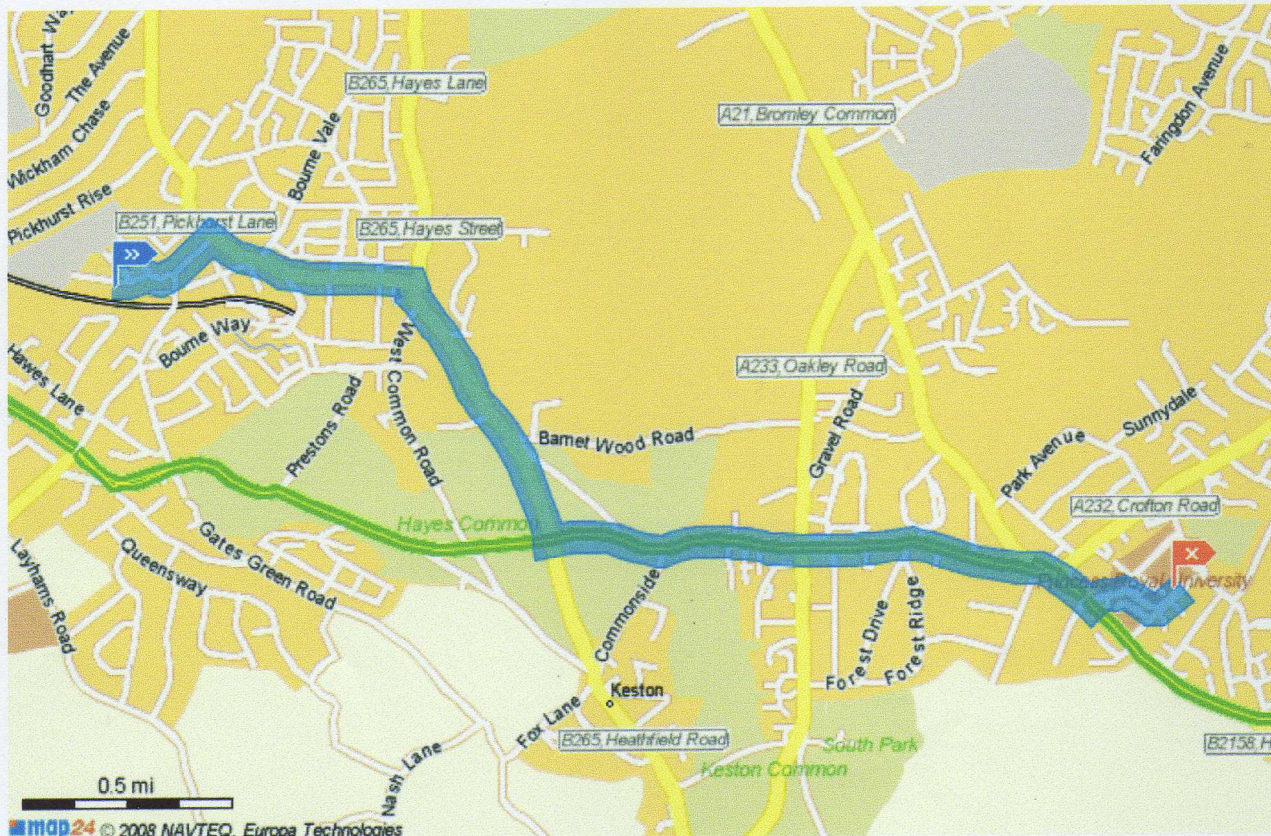 Goodhart Way
The Avenue
Wickham Chase
Pickhurst Rise
Bourne Vale
B265, Hayes Lane
A21, Bromley Common
Faringdon Avenue
B251, Pickhurst Lane
B265, Hayes Street
>>
Bourne Way
Hawes Lane
West Common Road
Prestons Road
A233, Oakley Road
Gravel Road
Barnet Wood Road
Sunnydale
Park Avenue
A232, Crofton Road
Hayes Common
Layhams Road
Queensway
Gates Green Road
X
Princess Royal University
Commonside
Forest Drive
Forest Ridge
Keston
Fox Lane
B265, Heathfield Road
Nash Lane
South Park
Keston Common
B2158, H
0.5 mi
map24 © 2008 NAVTEQ, Europa Technologies